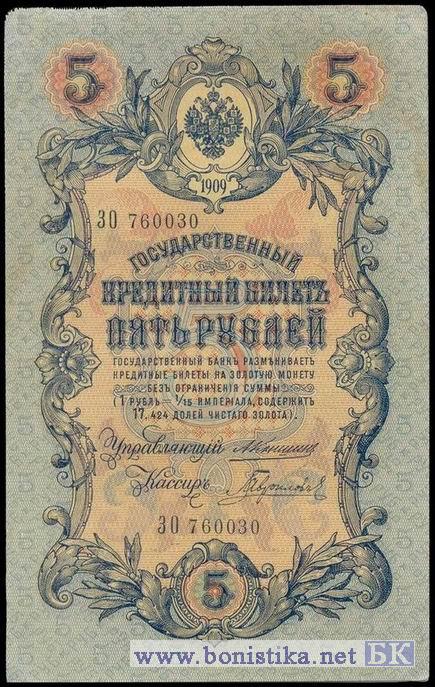 5 5
1909
ЗО 760030
ГОСУДАРСТВЕННЫЙ
КРЕДИТНЫЙ БИЛЕТЪ
ПЯТЬ РУБЛЕЙ
ГОСУДАРСТВЕННЫЙ БАНКЪ РАЗМѢНИВАЕТЪ
КРЕДИТНЫЕ БИЛЕТЫ НА ЗОЛОТУЮ МОНЕТУ
БЕЗЪ ОГРАНИЧЕНІЯ СУММЫ
(1 РУБЛЬ = 1/15 ИМПЕРІАЛА, СОДЕРЖИТЪ
17,424 ДОЛЕЙ ЧИСТАГО ЗОЛОТА).
Управляющій
Кассиръ
ЗО 760030
5
www.bonistika.net БК